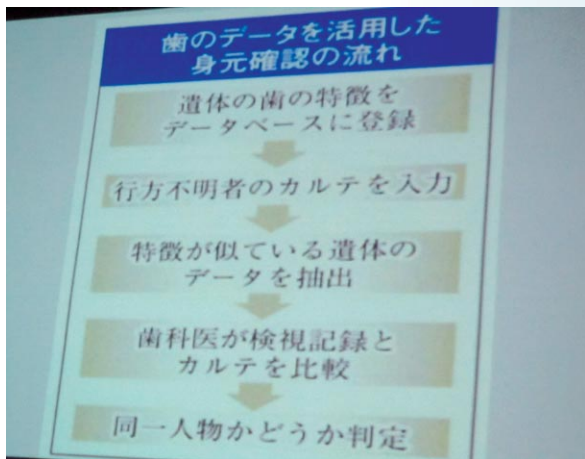 歯のデータを活用した
身元確認の流れ
遺体の歯の特徴を
データベースに登録
行方不明者のカルテを入力
特徴が似ている遺体の
データを抽出
歯科医が検視記録と
カルテを比較
同一人物かどうか判定